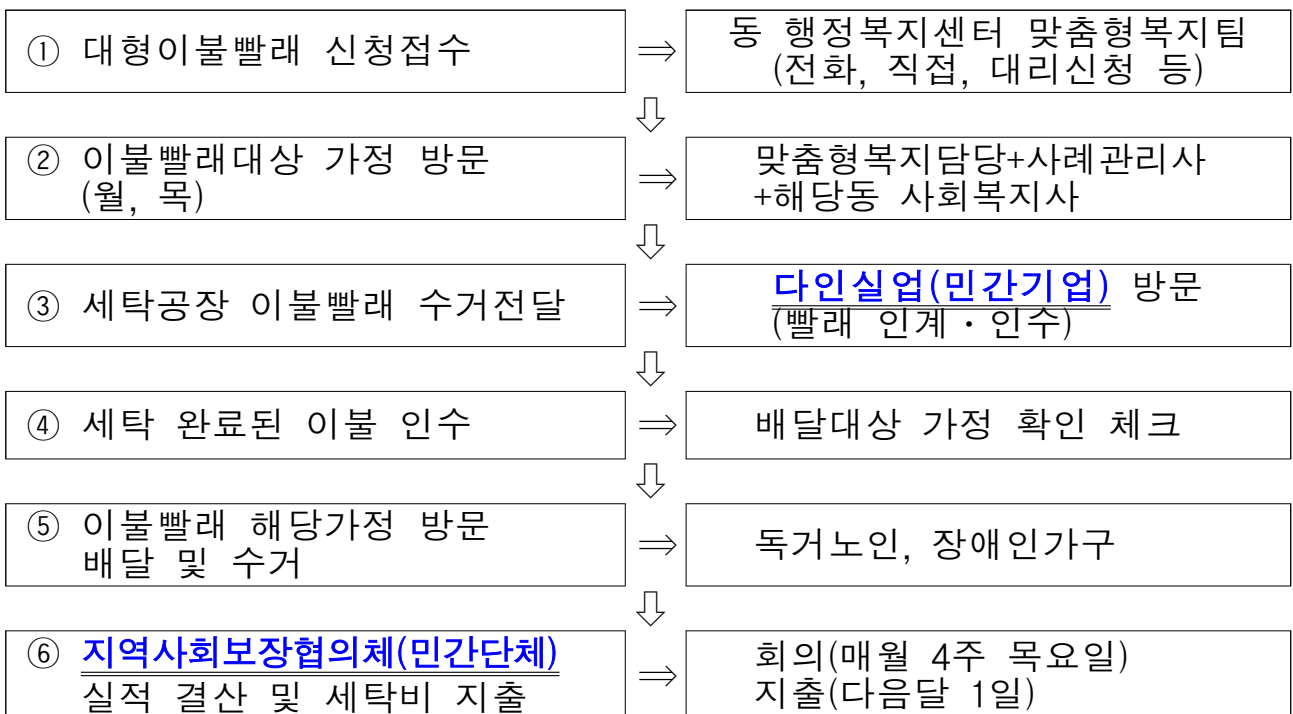 ① 대형이불빨래 신청접수
⇒
동 행정복지센터 맞춤형복지팀
(전화, 직접, 대리신청 등)
⇩
② 이불빨래대상 가정 방문
(월, 목)
⇒
맞춤형복지담당+사례관리사
+해당동 사회복지사
⇩
③ 세탁공장 이불빨래 수거전달
⇒
다인실업(민간기업) 방문
(빨래 인계·인수)
⇩
④ 세탁 완료된 이불 인수
⇒
배달대상 가정 확인 체크
⇩
⑤ 이불빨래 해당가정 방문
배달 및 수거
⇒
독거노인, 장애인가구
⇩
⑥ 지역사회보장협의체(민간단체)
실적 결산 및 세탁비 지출
⇒
회의(매월 4주 목요일)
지출(다음달 1일)